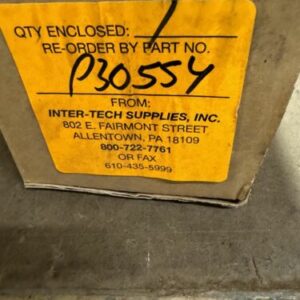 QTY ENCLOSED: 1
RE-ORDER BY PART NO.
P30554
FROM:
INTER-TECH SUPPLIES, INC.
802 E. FAIRMONT STREET
ALLENTOWN, PA 18109
800-722-7761
OR FAX
610-435-5999